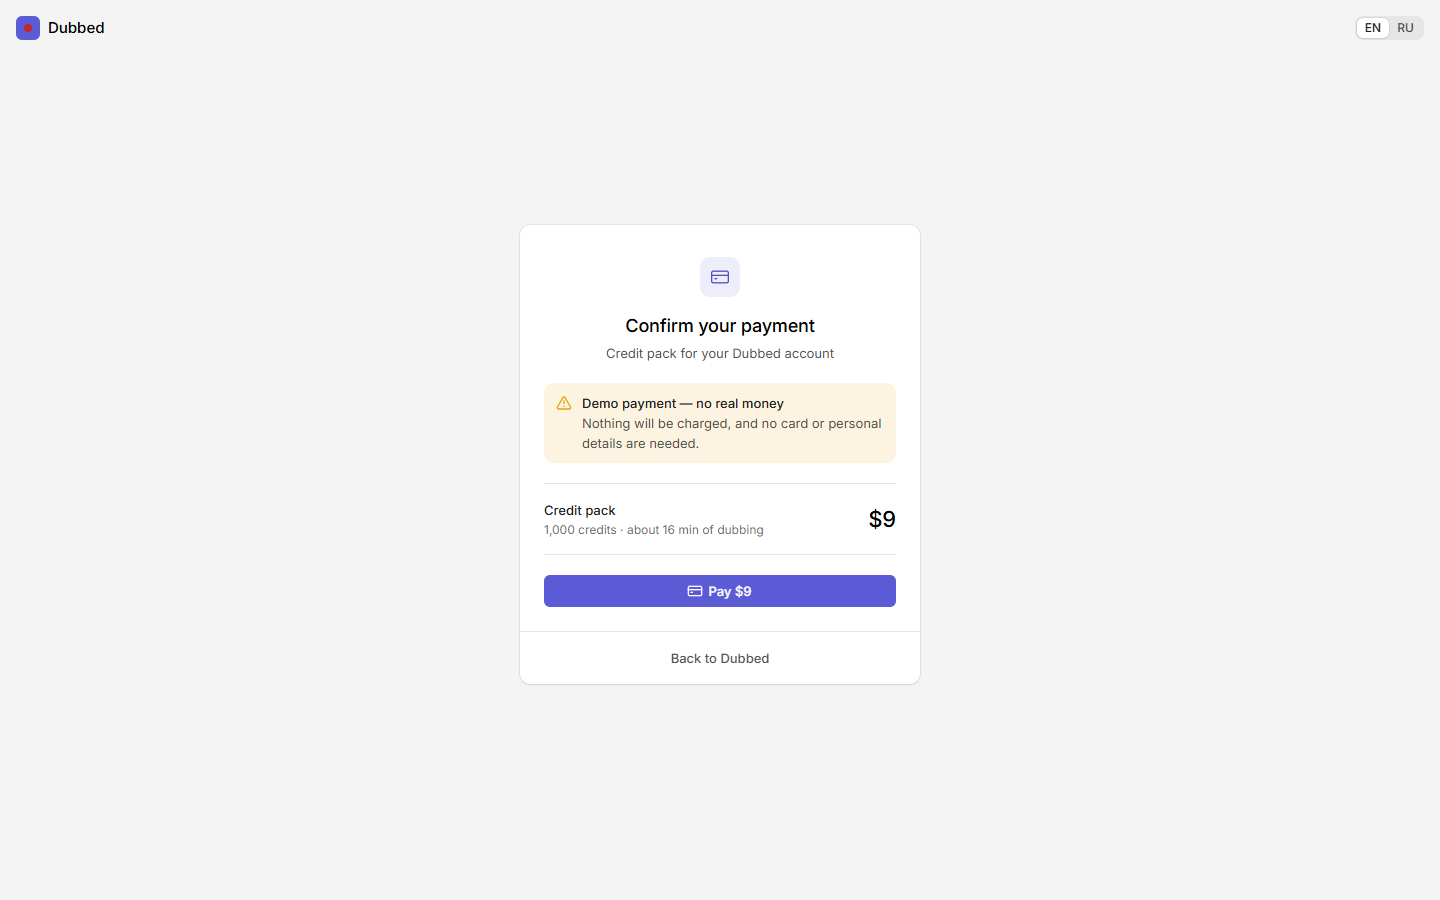 Dubbed
EN RU
Confirm your payment
Credit pack for your Dubbed account
Demo payment — no real money
Nothing will be charged, and no card or personal
details are needed.
Credit pack
1,000 credits · about 16 min of dubbing
$9
Pay $9
Back to Dubbed